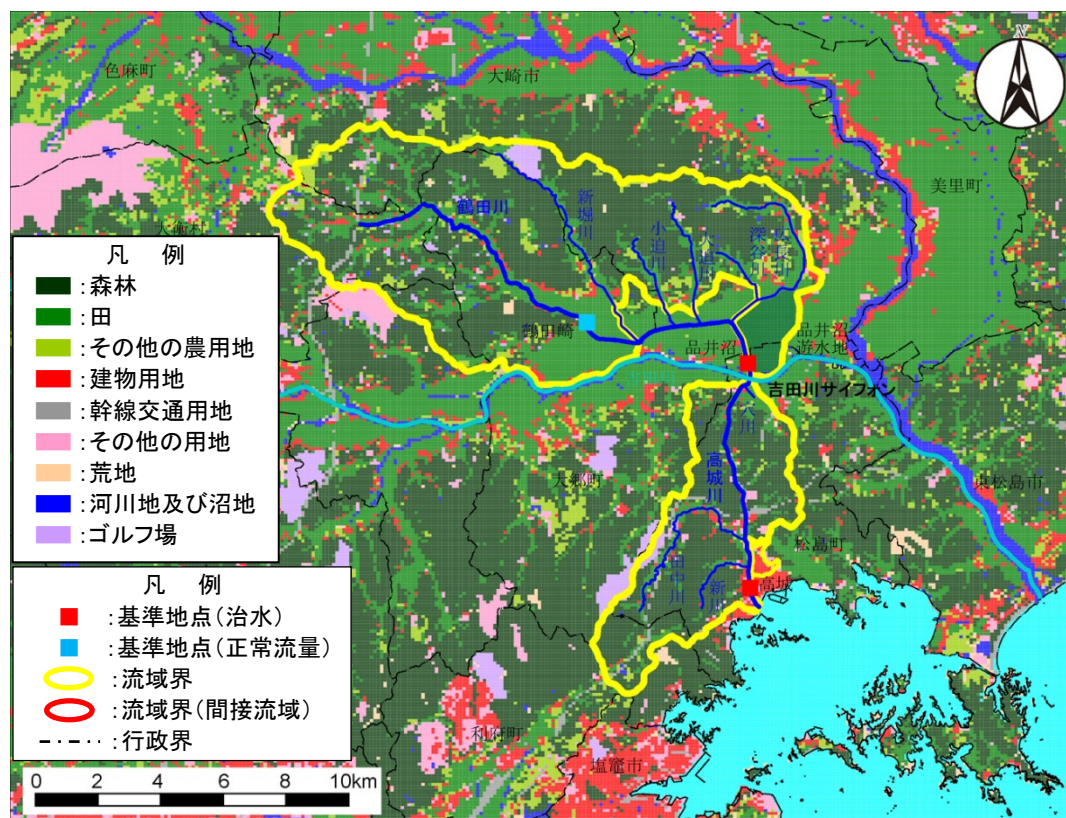 N
色麻町
大崎市
美里町
大衡村
鶴田川
新堀川
小迫川
大迫川
深谷川
広長川
鶴田崎
品井沼
品井沼
遊水地
吉田川サイフォン
大郷町
高城川
東松島市
松島町
田中川
新川
高城
利府町
塩竈市
凡 例
:森林
:田
:その他の農用地
:建物用地
:幹線交通用地
:その他の用地
:荒地
:河川地及び沼地
:ゴルフ場
凡 例
:基準地点(治水)
:基準地点(正常流量)
:流域界
:流域界(間接流域)
:行政界
0 2 4 6 8 10km